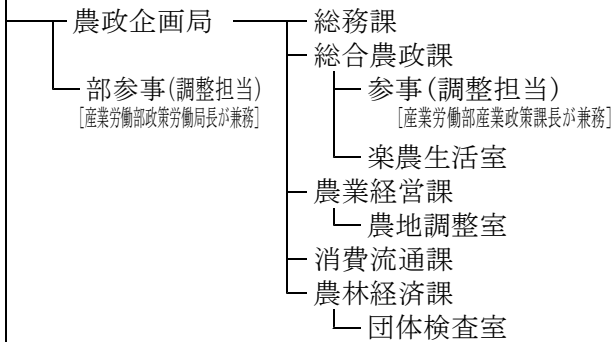 農政企画局
部参事(調整担当)
[産業労働部政策労働局長が兼務]
総務課
総合農政課
参事(調整担当)
[産業労働部産業政策課長が兼務]
楽農生活室
農業経営課
農地調整室
消費流通課
農林経済課
団体検査室